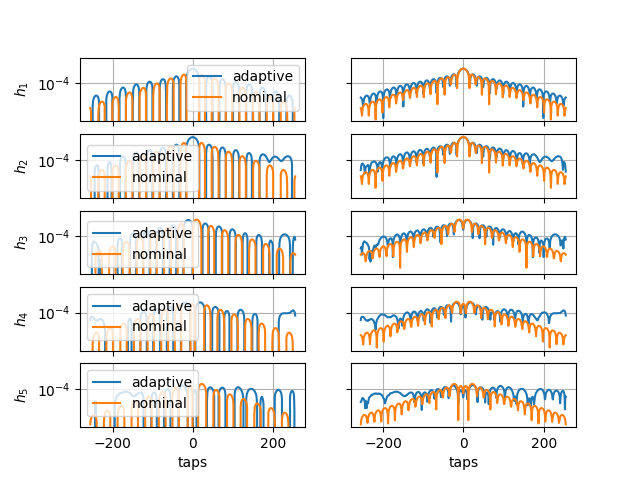 h₁
10⁻⁴
adaptive
nominal
h₂
10⁻⁴
adaptive
nominal
h₃
10⁻⁴
adaptive
nominal
h₄
10⁻⁴
adaptive
nominal
h₅
10⁻⁴
adaptive
nominal
−200 0 200 −200 0 200
taps taps